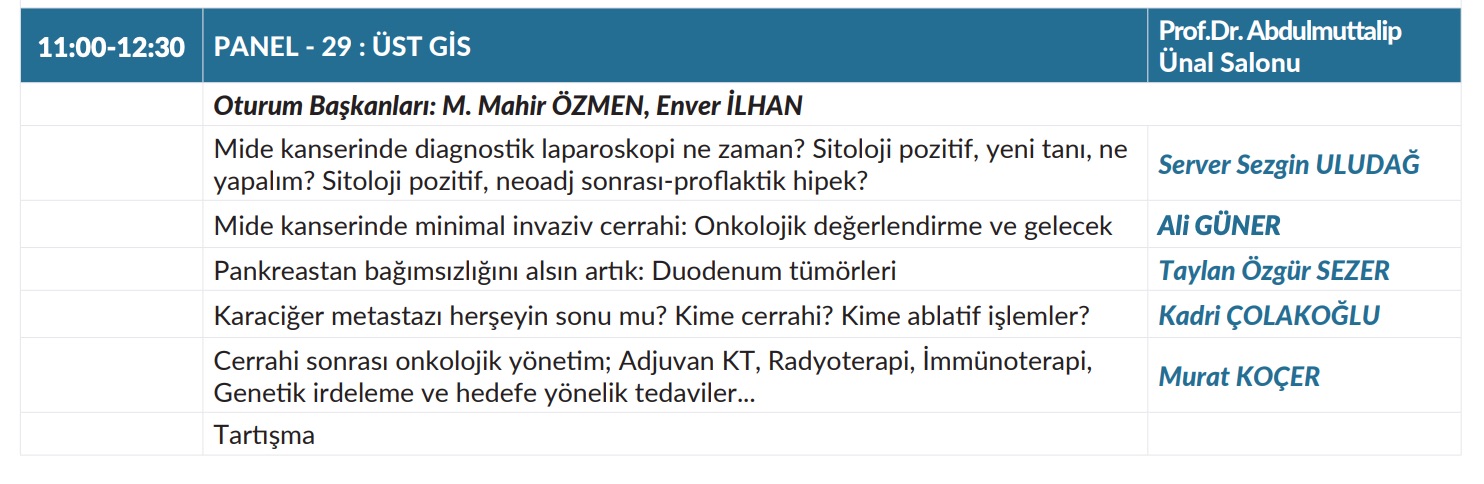 11:00-12:30
PANEL - 29 : ÜST GİS
Prof.Dr. Abdulmuttalip
Ünal Salonu
Oturum Başkanları: M. Mahir ÖZMEN, Enver İLHAN
Mide kanserinde diagnostik laparoskopi ne zaman? Sitoloji pozitif, yeni tanı, ne
yapalım? Sitoloji pozitif, neoadj sonrası-proflaktik hipek?
Server Sezgin ULUDAĞ
Mide kanserinde minimal invaziv cerrahi: Onkolojik değerlendirme ve gelecek
Ali GÜNER
Pankreastan bağımsızlığını alsın artık: Duodenum tümörleri
Taylan Özgür SEZER
Karaciğer metastazı herşeyin sonu mu? Kime cerrahi? Kime ablatif işlemler?
Kadri ÇOLAKOĞLU
Cerrahi sonrası onkolojik yönetim; Adjuvan KT, Radyoterapi, İmmünoterapi,
Genetik irdeleme ve hedefe yönelik tedaviler...
Murat KOÇER
Tartışma